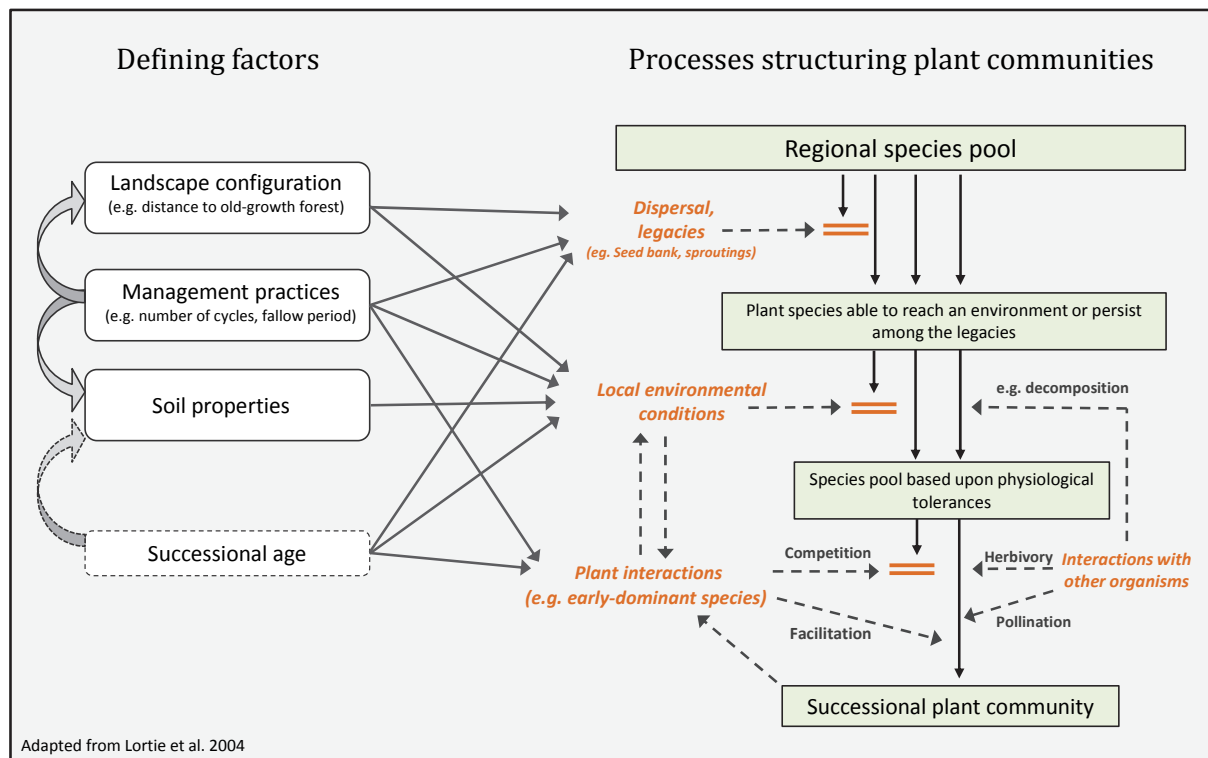 Defining factors
Processes structuring plant communities
Landscape configuration
(e.g. distance to old-growth forest)
Management practices
(e.g. number of cycles, fallow period)
Soil properties
Successional age
Regional species pool
Dispersal,
legacies
(eg. Seed bank, sproutings)
Plant species able to reach an environment or persist
among the legacies
Local environmental
conditions
e.g. decomposition
Species pool based upon physiological
tolerances
Competition
Herbivory
Interactions with
other organisms
Plant interactions
(e.g. early-dominant species)
Facilitation
Pollination
Successional plant community
Adapted from Lortie et al. 2004